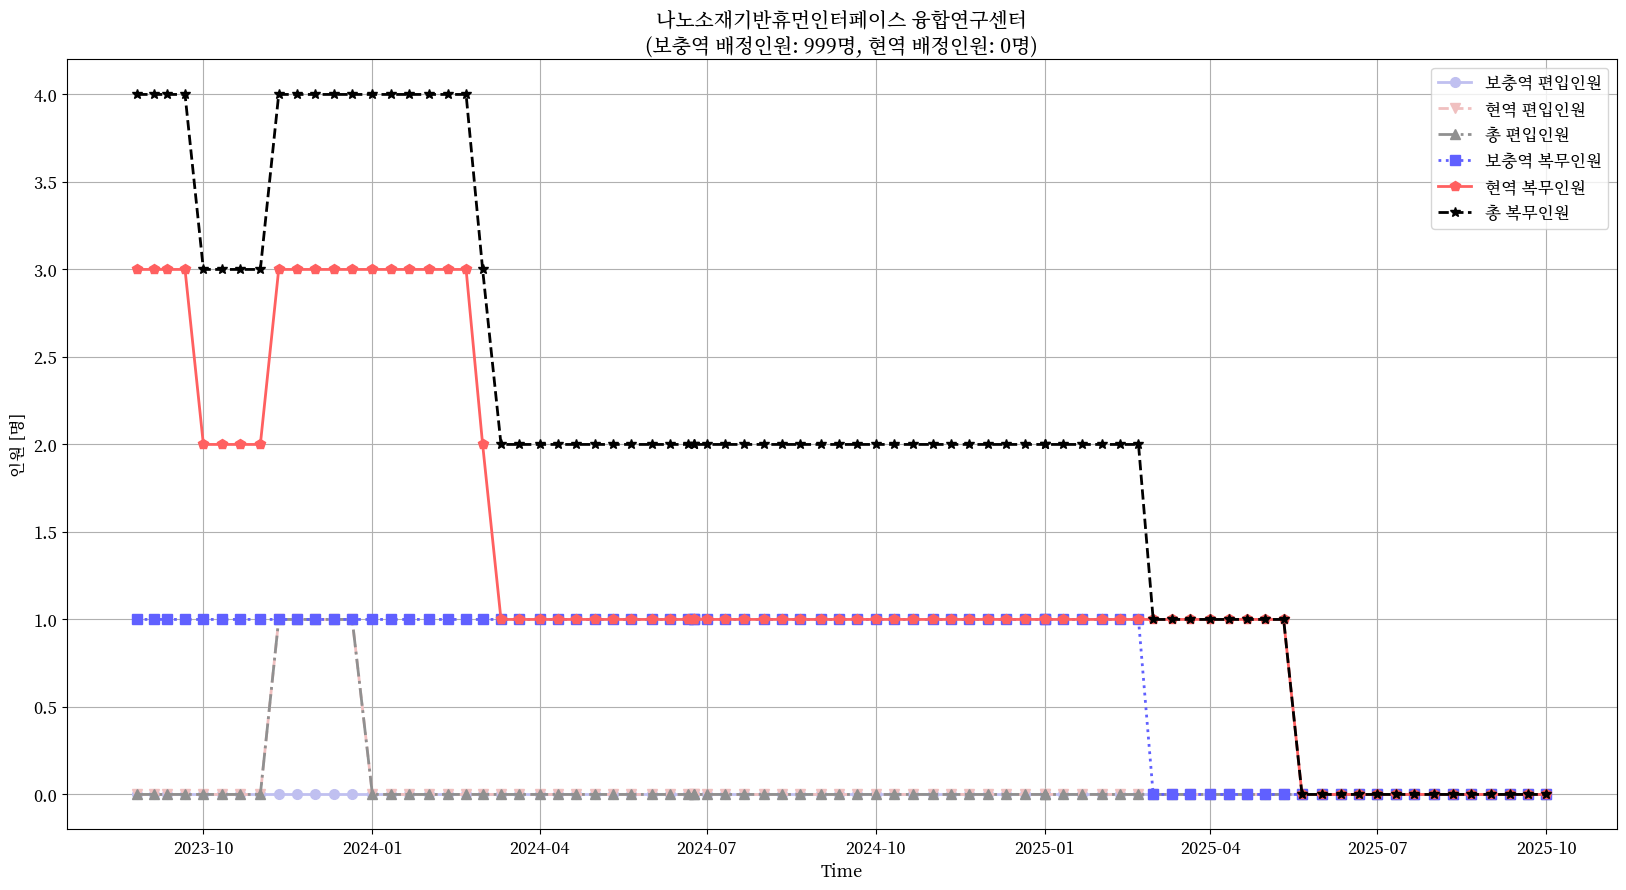 나노소재기반휴먼인터페이스 융합연구센터
(보충역 배정인원: 999명, 현역 배정인원: 0명)
보충역 편입인원
현역 편입인원
총 편입인원
보충역 복무인원
현역 복무인원
총 복무인원
4.0
3.5
3.0
2.5
2.0
1.5
1.0
0.5
0.0
인원 [명]
2023-10 2024-01 2024-04 2024-07 2024-10 2025-01 2025-04 2025-07 2025-10
Time